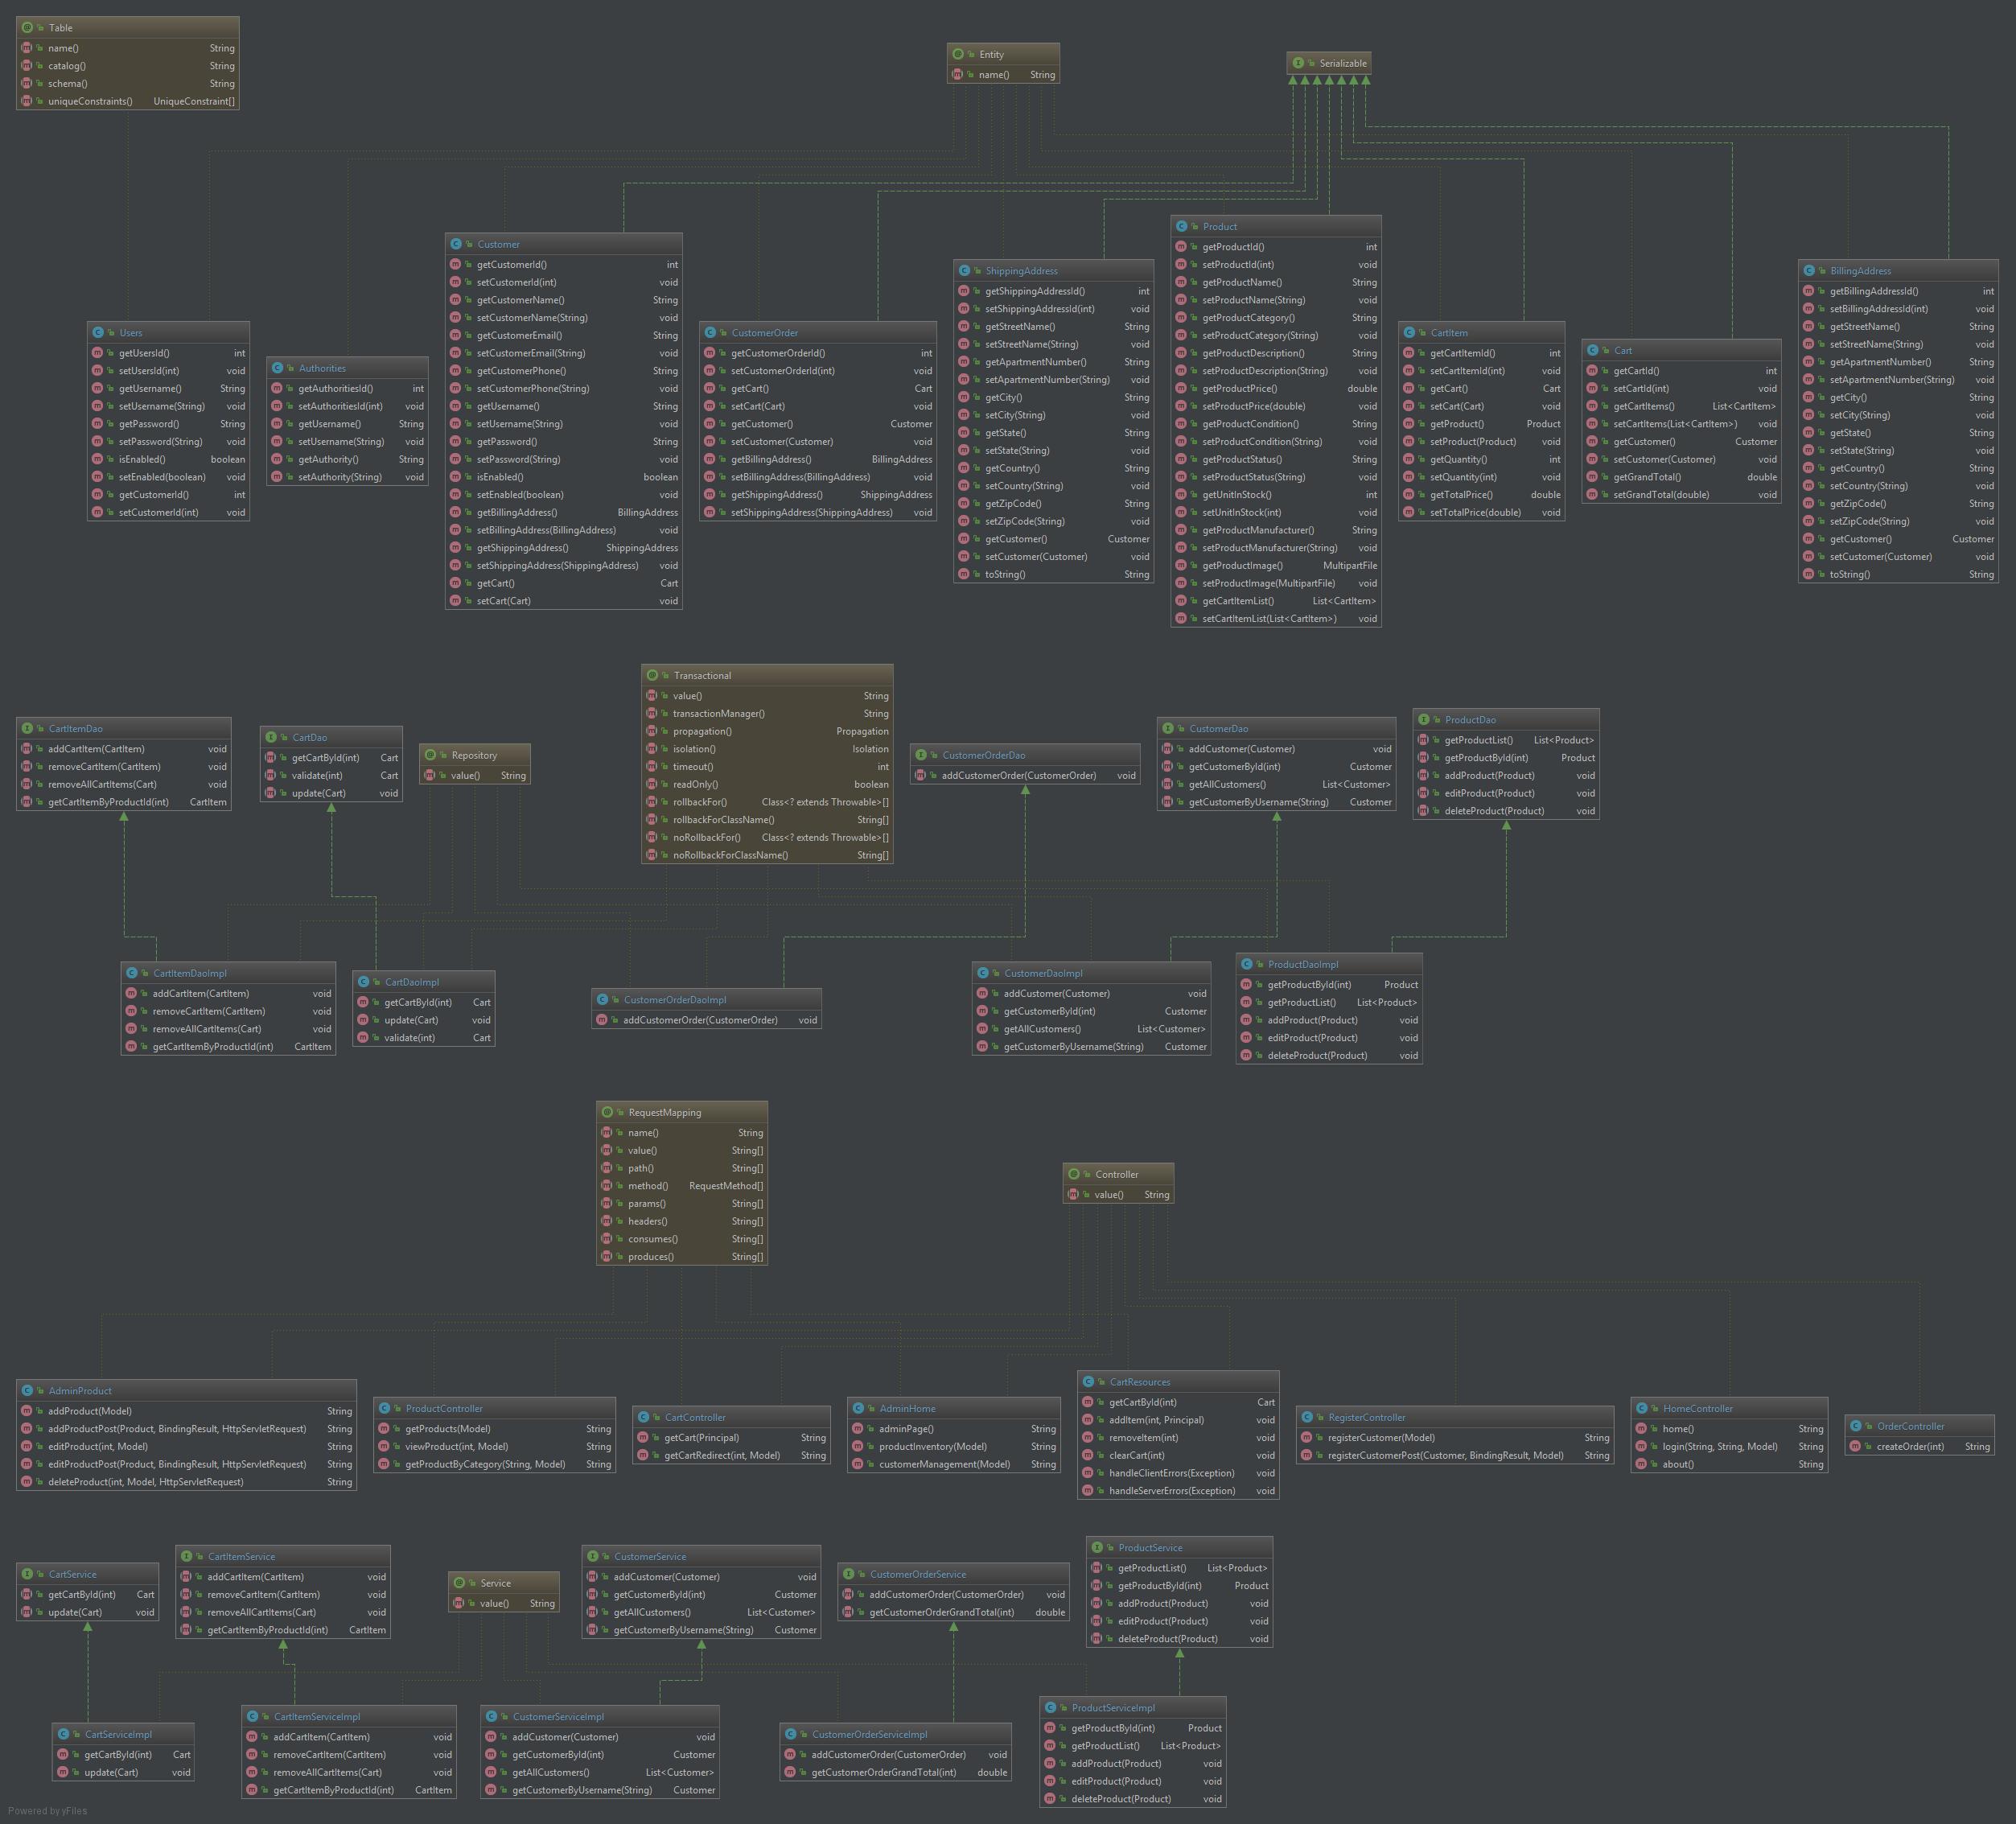 Table
name() String
catalog() String
schema() String
uniqueConstraints() UniqueConstraint[]
Entity
name() String
Serializable
Users
getUsersId() int
setUsersId(int) void
getUsername() String
setUsername(String) void
getPassword() String
setPassword(String) void
isEnabled() boolean
setEnabled(boolean) void
getCustomerId() int
setCustomerId(int) void
Authorities
getAuthoritiesId() int
setAuthoritiesId(int) void
getUsername() String
setUsername(String) void
getAuthority() String
setAuthority(String) void
Customer
getCustomerId() int
setCustomerId(int) void
getCustomerName() String
setCustomerName(String) void
getCustomerEmail() String
setCustomerEmail(String) void
getCustomerPhone() String
setCustomerPhone(String) void
getUsername() String
setUsername(String) void
getPassword() String
setPassword(String) void
isEnabled() boolean
setEnabled(boolean) void
getBillingAddress() BillingAddress
setBillingAddress(BillingAddress) void
getShippingAddress() ShippingAddress
setShippingAddress(ShippingAddress) void
getCart() Cart
setCart(Cart) void
CustomerOrder
getCustomerOrderId() int
setCustomerOrderId(int) void
getCart() Cart
setCart(Cart) void
getCustomer() Customer
setCustomer(Customer) void
getBillingAddress() BillingAddress
setBillingAddress(BillingAddress) void
getShippingAddress() ShippingAddress
setShippingAddress(ShippingAddress) void
ShippingAddress
getShippingAddressId() int
setShippingAddressId(int) void
getStreetName() String
setStreetName(String) void
getApartmentNumber() String
setApartmentNumber(String) void
getCity() String
setCity(String) void
getState() String
setState(String) void
getCountry() String
setCountry(String) void
getZipCode() String
setZipCode(String) void
getCustomer() Customer
setCustomer(Customer) void
toString() String
Product
getProductId() int
setProductId(int) void
getProductName() String
setProductName(String) void
getProductCategory() String
setProductCategory(String) void
getProductDescription() String
setProductDescription(String) void
getProductPrice() double
setProductPrice(double) void
getProductCondition() String
setProductCondition(String) void
getProductStatus() String
setProductStatus(String) void
getUnitInStock() int
setUnitInStock(int) void
getProductManufacturer() String
setProductManufacturer(String) void
getProductImage() MultipartFile
setProductImage(MultipartFile) void
getCartItemList() List<CartItem>
setCartItemList(List<CartItem>) void
CartItem
getCartItemId() int
setCartItemId(int) void
getCart() Cart
setCart(Cart) void
getProduct() Product
setProduct(Product) void
getQuantity() int
setQuantity(int) void
getTotalPrice() double
setTotalPrice(double) void
Cart
getCartId() int
setCartId(int) void
getCartItems() List<CartItem>
setCartItems(List<CartItem>) void
getCustomer() Customer
setCustomer(Customer) void
getGrandTotal() double
setGrandTotal(double) void
BillingAddress
getBillingAddressId() int
setBillingAddressId(int) void
getStreetName() String
setStreetName(String) void
getApartmentNumber() String
setApartmentNumber(String) void
getCity() String
setCity(String) void
getState() String
setState(String) void
getCountry() String
setCountry(String) void
getZipCode() String
setZipCode(String) void
getCustomer() Customer
setCustomer(Customer) void
toString() String
CartItemDao
addCartItem(CartItem) void
removeCartItem(CartItem) void
removeAllCartItems(Cart) void
getCartItemByProductId(int) CartItem
CartDao
getCartById(int) Cart
validate(int) Cart
update(Cart) void
Repository
value() String
Transactional
value() String
transactionManager() String
propagation() Propagation
isolation() Isolation
timeout() int
readOnly() boolean
rollbackFor() Class<? extends Throwable>[]
rollbackForClassName() String[]
noRollbackFor() Class<? extends Throwable>[]
noRollbackForClassName() String[]
CustomerOrderDao
addCustomerOrder(CustomerOrder) void
CustomerDao
addCustomer(Customer) void
getCustomerById(int) Customer
getAllCustomers() List<Customer>
getCustomerByUsername(String) Customer
ProductDao
getProductList() List<Product>
getProductById(int) Product
addProduct(Product) void
editProduct(Product) void
deleteProduct(Product) void
CartItemDaoImpl
addCartItem(CartItem) void
removeCartItem(CartItem) void
removeAllCartItems(Cart) void
getCartItemByProductId(int) CartItem
CartDaoImpl
getCartById(int) Cart
update(Cart) void
validate(int) Cart
CustomerOrderDaoImpl
addCustomerOrder(CustomerOrder) void
CustomerDaoImpl
addCustomer(Customer) void
getCustomerById(int) Customer
getAllCustomers() List<Customer>
getCustomerByUsername(String) Customer
ProductDaoImpl
getProductById(int) Product
getProductList() List<Product>
addProduct(Product) void
editProduct(Product) void
deleteProduct(Product) void
RequestMapping
name() String
value() String[]
path() String[]
method() RequestMethod[]
params() String[]
headers() String[]
consumes() String[]
produces() String[]
Controller
value() String
AdminProduct
addProduct(Model) String
addProductPost(Product, BindingResult, HttpServletRequest) String
editProduct(int, Model) String
editProductPost(Product, BindingResult, HttpServletRequest) String
deleteProduct(int, Model, HttpServletRequest) String
ProductController
getProducts(Model) String
viewProduct(int, Model) String
getProductByCategory(String, Model) String
CartController
getCart(Principal) String
getCartRedirect(int, Model) String
AdminHome
adminPage() String
productInventory(Model) String
customerManagement(Model) String
CartResources
getCartById(int) Cart
addItem(int, Principal) void
removeItem(int) void
clearCart(int) void
handleClientErrors(Exception) void
handleServerErrors(Exception) void
RegisterController
registerCustomer(Model) String
registerCustomerPost(Customer, BindingResult, Model) String
HomeController
home() String
login(String, String, Model) String
about() String
OrderController
createOrder(int) String
CartService
getCartById(int) Cart
update(Cart) void
CartItemService
addCartItem(CartItem) void
removeCartItem(CartItem) void
removeAllCartItems(Cart) void
getCartItemByProductId(int) CartItem
Service
value() String
CustomerService
addCustomer(Customer) void
getCustomerById(int) Customer
getAllCustomers() List<Customer>
getCustomerByUsername(String) Customer
CustomerOrderService
addCustomerOrder(CustomerOrder) void
getCustomerOrderGrandTotal(int) double
ProductService
getProductList() List<Product>
getProductById(int) Product
addProduct(Product) void
editProduct(Product) void
deleteProduct(Product) void
CartServiceImpl
getCartById(int) Cart
update(Cart) void
CartItemServiceImpl
addCartItem(CartItem) void
removeCartItem(CartItem) void
removeAllCartItems(Cart) void
getCartItemByProductId(int) CartItem
CustomerServiceImpl
addCustomer(Customer) void
getCustomerById(int) Customer
getAllCustomers() List<Customer>
getCustomerByUsername(String) Customer
CustomerOrderServiceImpl
addCustomerOrder(CustomerOrder) void
getCustomerOrderGrandTotal(int) double
ProductServiceImpl
getProductById(int) Product
getProductList() List<Product>
addProduct(Product) void
editProduct(Product) void
deleteProduct(Product) void
Powered by yFiles